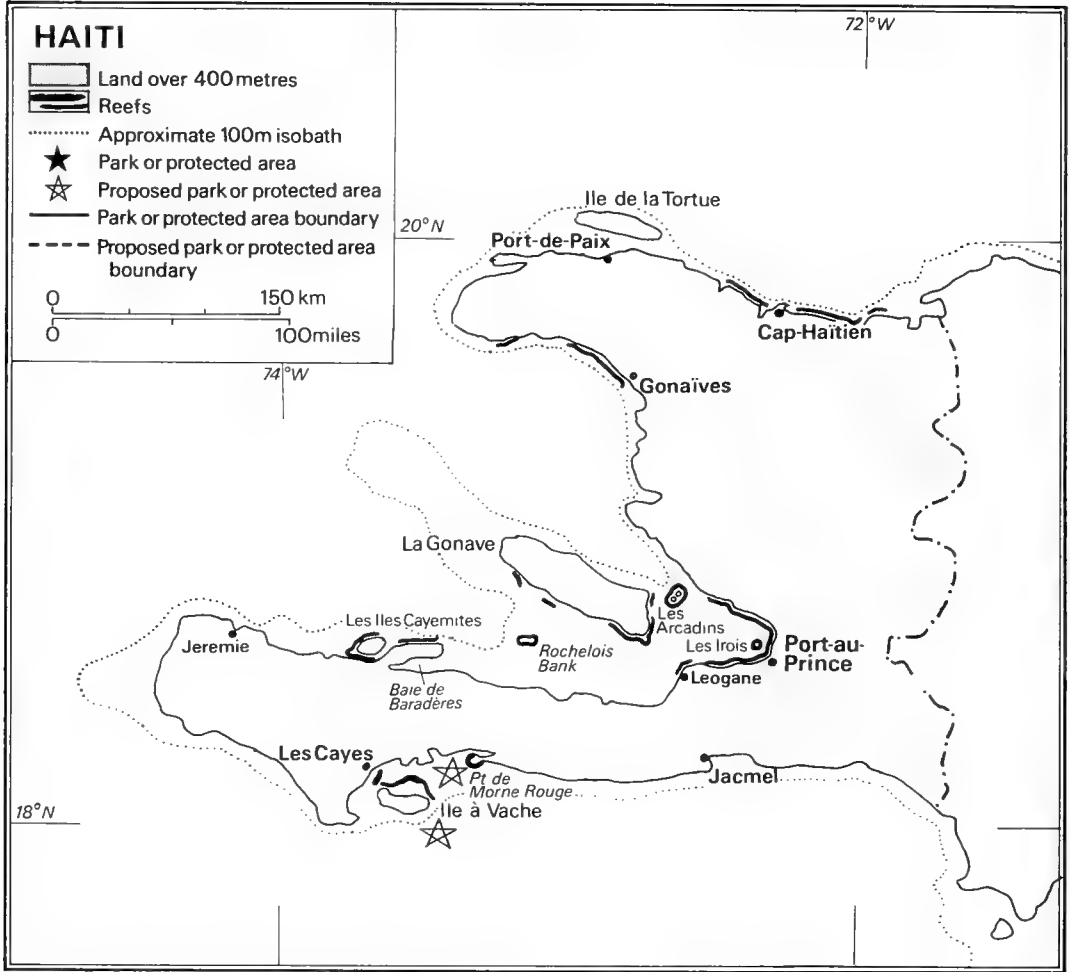 HAITI
Land over 400 metres
Reefs
Approximate 100m isobath
Park or protected area
Proposed park or protected area
Park or protected area boundary
Proposed park or protected area
boundary
0 150 km
0 100miles
72°W
20°N
74°W
18°N
Ile de la Tortue
Port-de-Paix
Cap-Haïtien
Gonaïves
La Gonave
Les
Arcadins
Les Iles Cayemites
Jeremie
Rochelois
Bank
Les Irois
Port-au-
Prince
Leogane
Baie de
Baradères
Les Cayes
Pt de
Morne Rouge
Jacmel
Ile à Vache